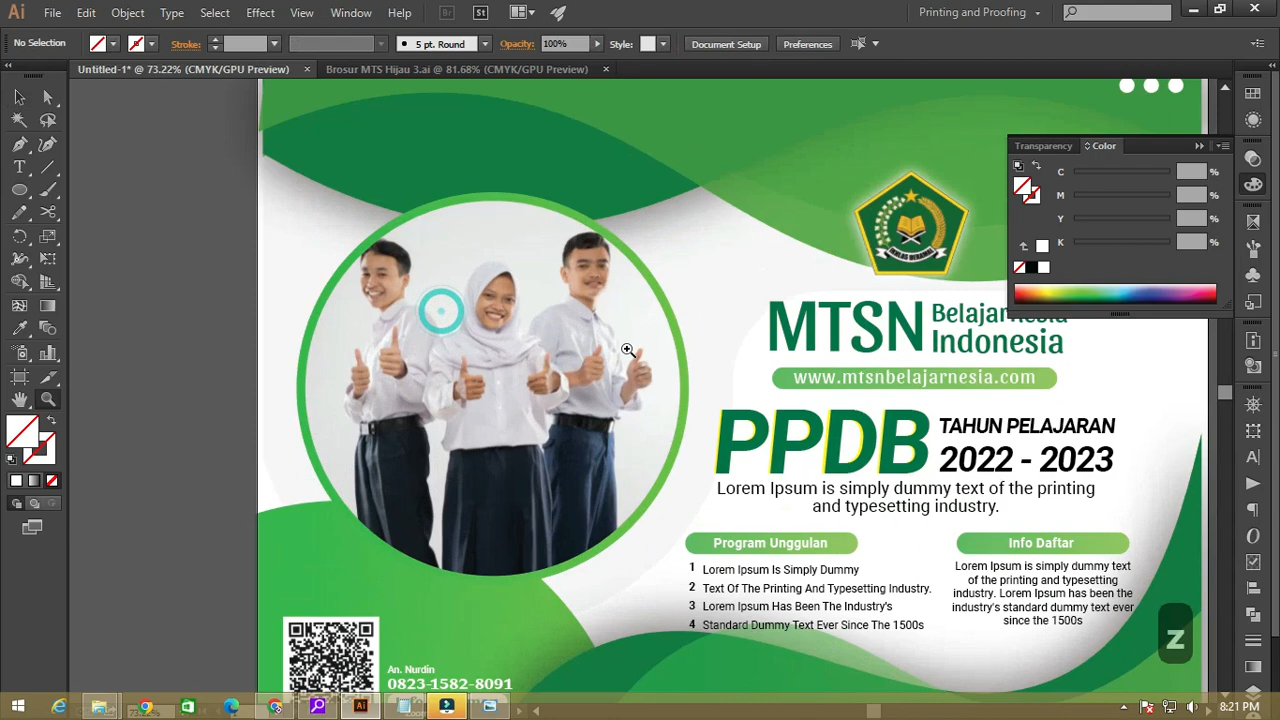 Ai File Edit Object Type Select Effect View Window Help Br St Printing and Proofing
No Selection Stroke: 5 pt. Round Opacity: 100% Style: Document Setup Preferences
Untitled-1* @ 73.22% (CMYK/GPU Preview) × Brosur MTS Hijau 3.ai @ 81.68% (CMYK/GPU Preview) ×
Transparency Color
C %
M %
Y %
K %
MTSN Indonesia
www.mtsnbelajarnesia.com
PPDB TAHUN PELAJARAN
2022 - 2023
Lorem Ipsum is simply dummy text of the printing
and typesetting industry.
Program Unggulan
1 Lorem Ipsum Is Simply Dummy
2 Text Of The Printing And Typesetting Industry.
3 Lorem Ipsum Has Been The Industry's
4 Standard Dummy Text Ever Since The 1500s
Info Daftar
Lorem Ipsum is simply dummy text
of the printing and typesetting
industry. Lorem Ipsum has been the
industry's standard dummy text ever
since the 1500s
z
An. Nurdin
0823-1582-8091
8:21 PM